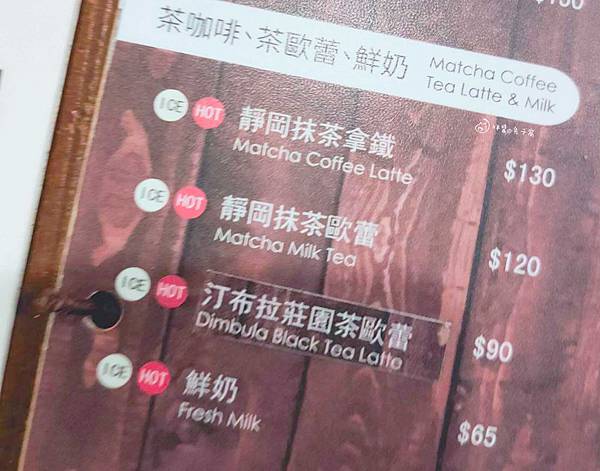 茶咖啡、茶歐蕾、鮮奶 Matcha Coffee
Tea Latte & Milk
ICE HOT 靜岡抹茶拿鐵
Matcha Coffee Latte $130
ICE HOT 靜岡抹茶歐蕾
Matcha Milk Tea $120
ICE HOT 汀布拉莊園茶歐蕾
Dimbula Black Tea Latte $90
ICE HOT 鮮奶
Fresh Milk $65